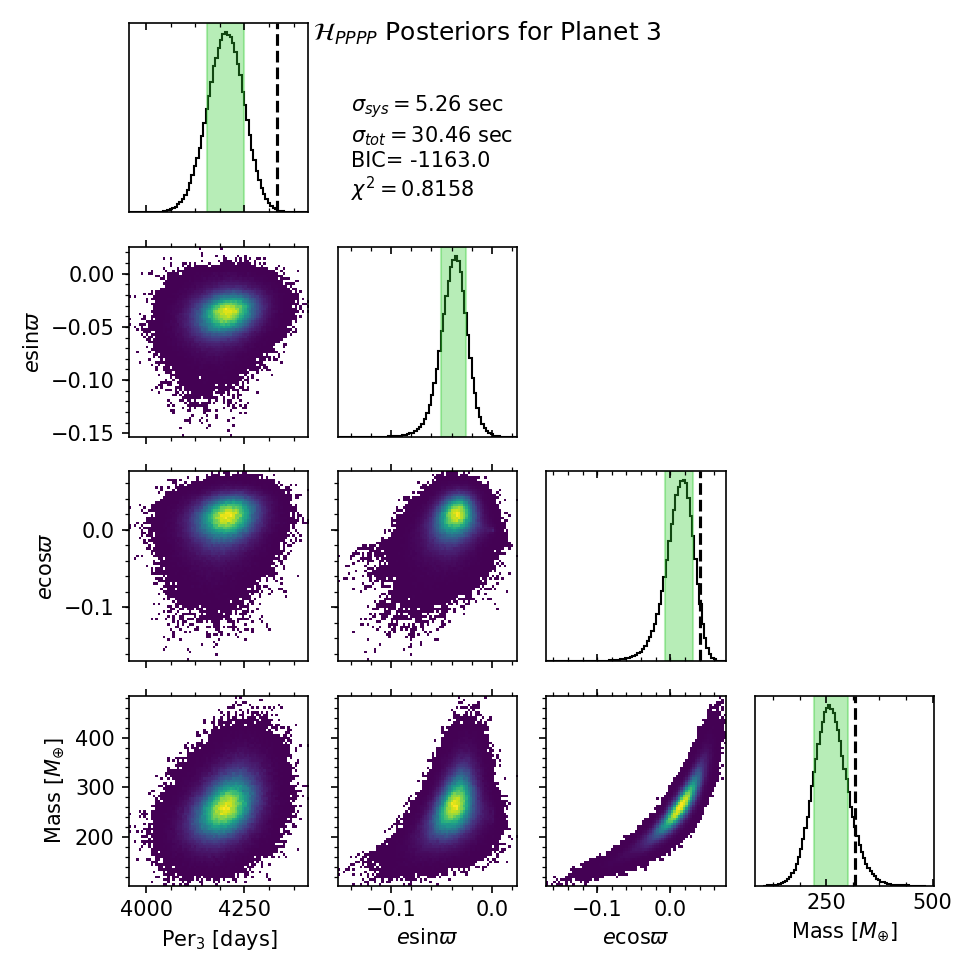 𝓗_PPPP Posteriors for Planet 3
σ_sys = 5.26 sec
σ_tot = 30.46 sec
BIC= -1163.0
χ² = 0.8158
0.00
−0.05
−0.10
−0.15
esinϖ
0.0
−0.1
ecosϖ
400
300
200
Mass [M⊕]
4000 4250
Per₃ [days]
−0.1 0.0
esinϖ
−0.1 0.0
ecosϖ
250 500
Mass [M⊕]